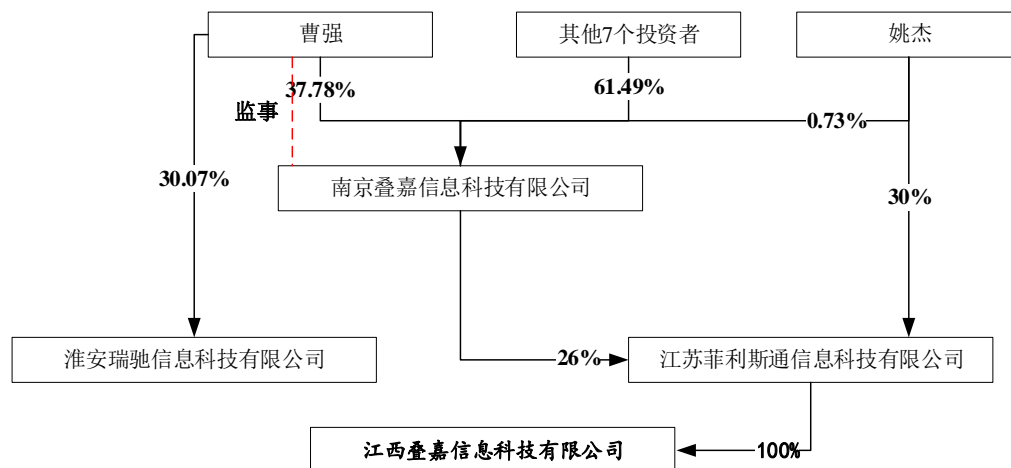 曹强
其他7个投资者
姚杰
37.78%
61.49%
监事
0.73%
30.07%
南京叠嘉信息科技有限公司
30%
淮安瑞驰信息科技有限公司
26%
江苏菲利斯通信息科技有限公司
江西叠嘉信息科技有限公司
100%